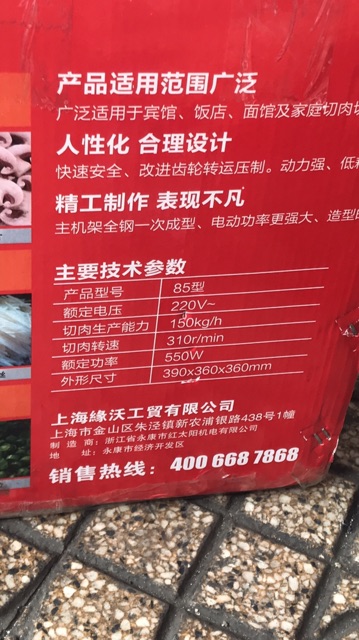 产品适用范围广泛
广泛适用于宾馆、饭店、面馆及家庭切肉切
人性化 合理设计
快速安全、改进齿轮转运压制。动力强、低
精工制作 表现不凡
主机架全钢一次成型、电动功率更强大、造型
主要技术参数
产品型号 85型
额定电压 220V~
切肉生产能力 150kg/h
切肉转速 310r/min
额定功率 550W
外形尺寸 390x360x360mm
上海緣沃工貿有限公司
上海市金山区朱泾镇新农浦银路438号1幢
制造商：浙江省永康市红太阳机电有限公司
地址：永康市经济开发区
销售热线：400 668 7868